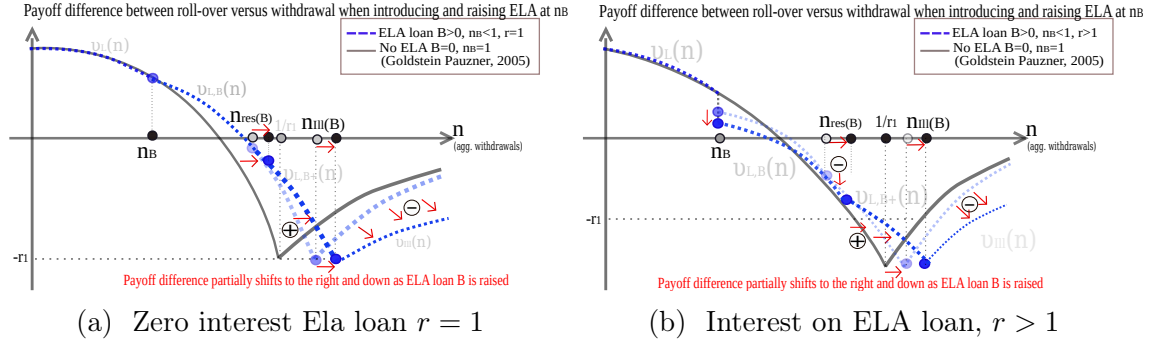 Payoff difference between roll-over versus withdrawal when introducing and raising ELA at nB
ELA loan B>0, nB<1, r=1
No ELA B=0, nB=1
(Goldstein Pauzner, 2005)
υL(n)
υL,B(n)
nres(B)
1/r1
nIII(B)
n
(agg. withdrawals)
nB
υL,B+(n)
+
−
υIII(n)
-r1
Payoff difference partially shifts to the right and down as ELA loan B is raised
(a) Zero interest Ela loan r = 1
Payoff difference between roll-over versus withdrawal when introducing and raising ELA at nB
ELA loan B>0, nB<1, r>1
No ELA B=0, nB=1
(Goldstein Pauzner, 2005)
υL(n)
nres(B)
1/r1
nIII(B)
n
(agg. withdrawals)
nB
υL,B(n)
−
υL,B+(n)
−
-r1
+
υIII(n)
Payoff difference partially shifts to the right and down as ELA loan B is raised
(b) Interest on ELA loan, r > 1